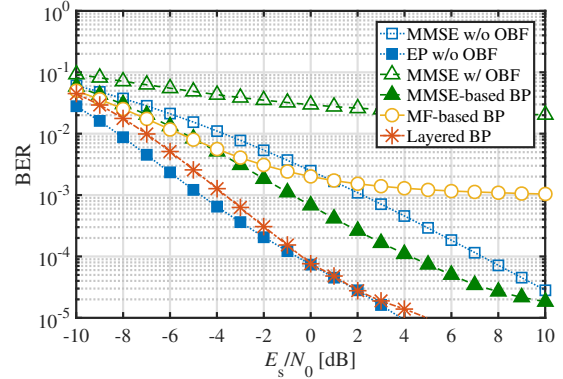 10^0
10^-1
10^-2
10^-3
10^-4
10^-5
BER
MMSE w/o OBF
EP w/o OBF
MMSE w/ OBF
MMSE-based BP
MF-based BP
Layered BP
-10 -8 -6 -4 -2 0 2 4 6 8 10
E_s/N_0 [dB]